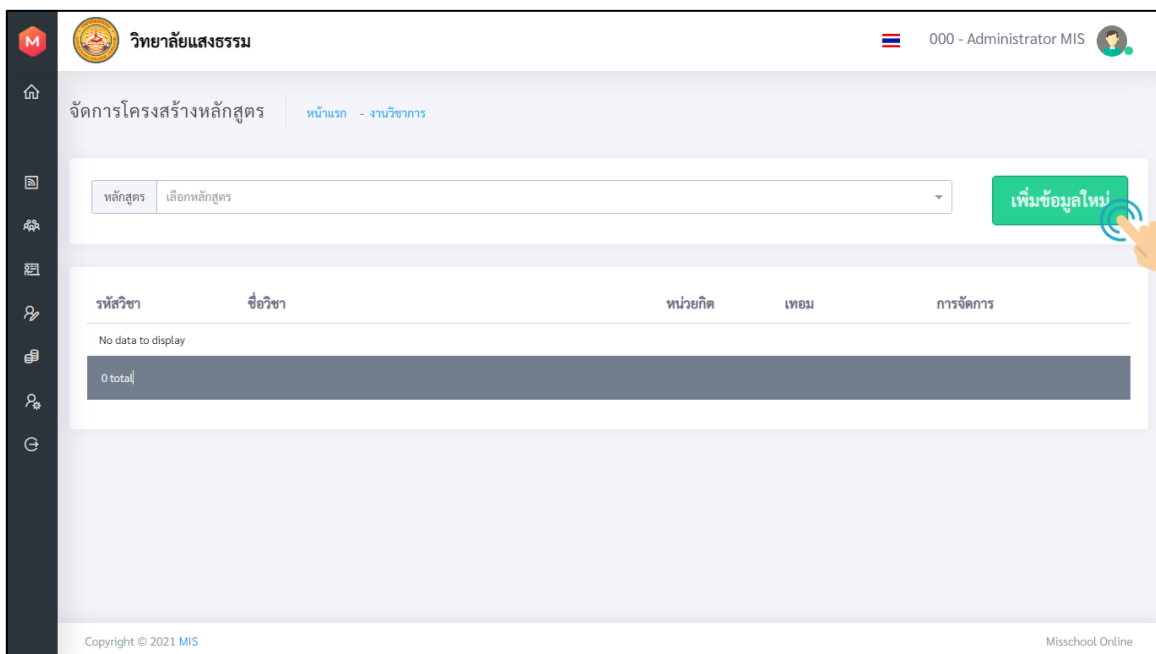 M
วิทยาลัยแสงธรรม
000 - Administrator MIS
จัดการโครงสร้างหลักสูตร
หน้าแรก - งานวิชาการ
หลักสูตร เลือกหลักสูตร
เพิ่มข้อมูลใหม่
รหัสวิชา ชื่อวิชา หน่วยกิต เทอม การจัดการ
No data to display
0 total
Copyright © 2021 MIS
Misschool Online